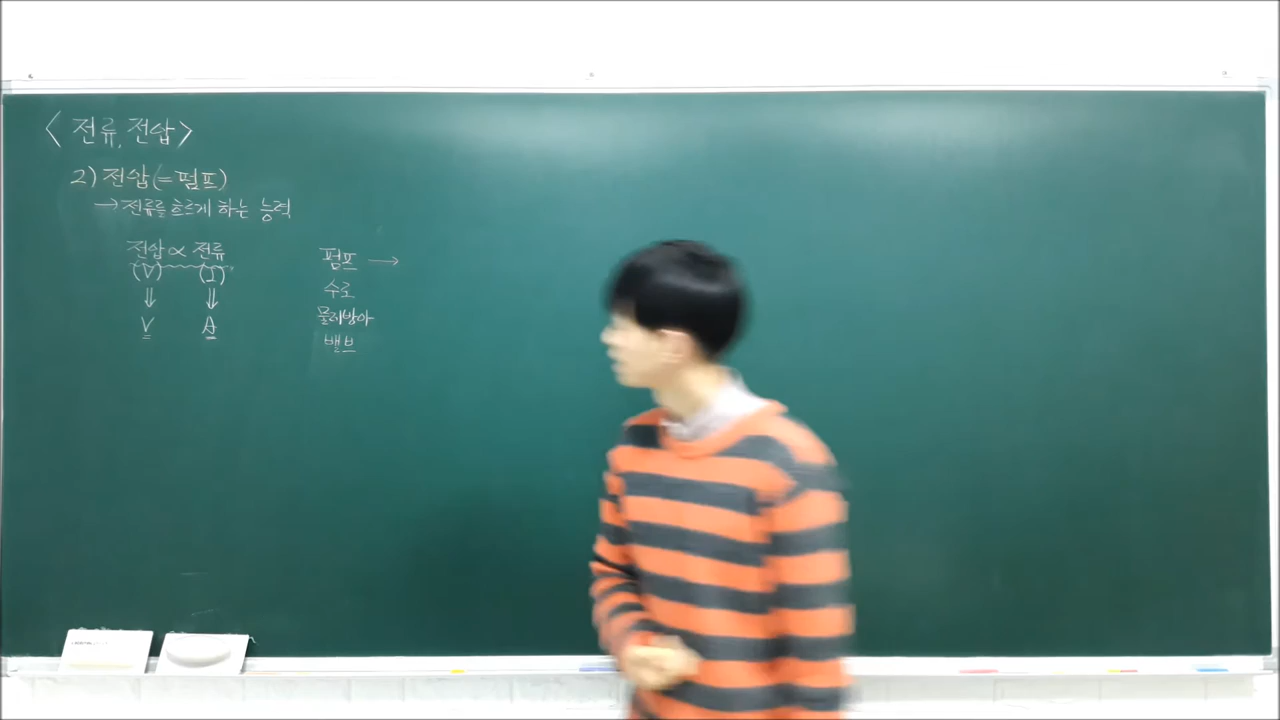 < 전류, 전압 >
2) 전압(=펌프)
→ 전류를 흐르게 하는 능력
전압 ∝ 전류
(V) (I)
⇓ ⇓
V A
펌프 →
수로
물레방아
밸브